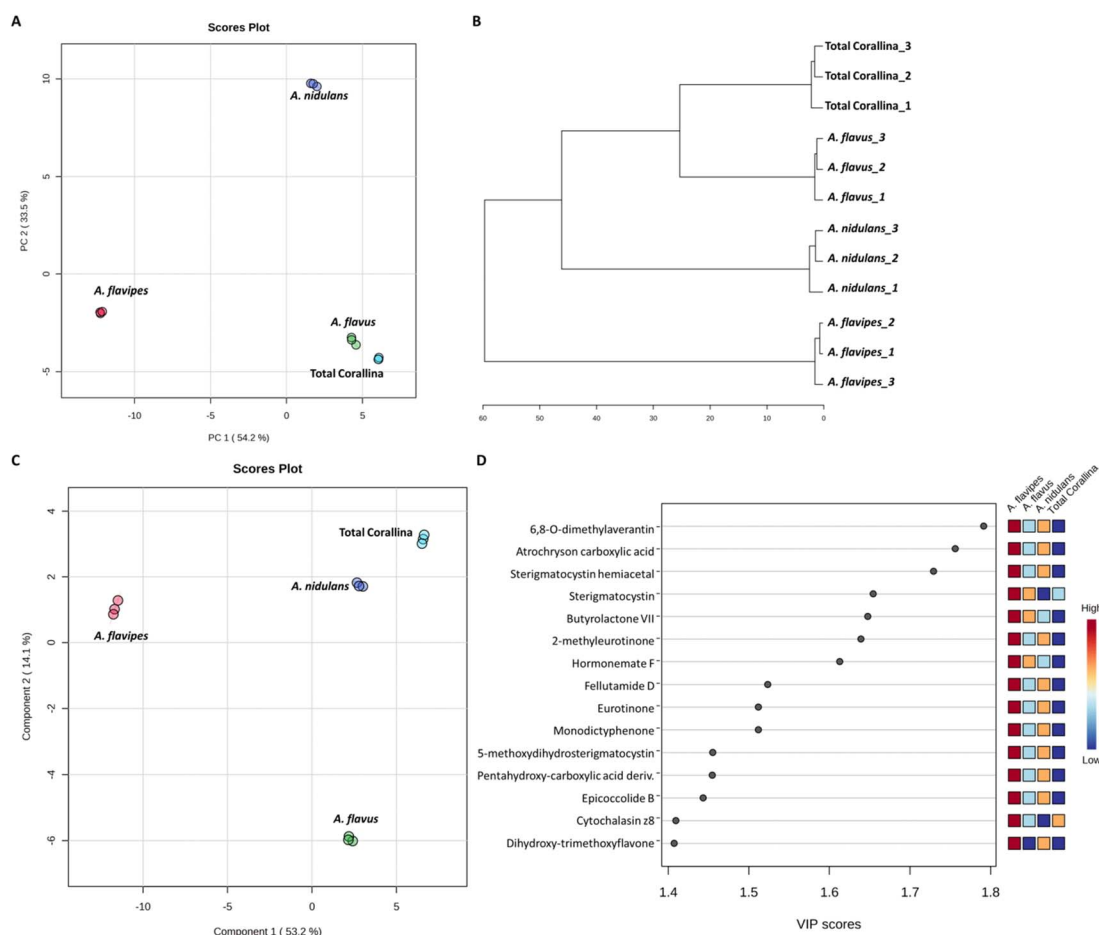 A
Scores Plot
10
5
0
-5
-10
-5
0
5
PC 2 ( 33.5 %)
PC 1 ( 54.2 %)
A. nidulans
A. flavipes
A. flavus
Total Corallina
B
Total Corallina_3
Total Corallina_2
Total Corallina_1
A. flavus_3
A. flavus_2
A. flavus_1
A. nidulans_3
A. nidulans_2
A. nidulans_1
A. flavipes_2
A. flavipes_1
A. flavipes_3
60 50 40 30 20 10 0
C
Scores Plot
4
2
0
-2
-4
-6
-10
-5
0
5
Component 2 ( 14.1 %)
Component 1 ( 53.2 %)
Total Corallina
A. nidulans
A. flavipes
A. flavus
D
A. flavipes
A. flavus
A. nidulans
Total Corallina
6,8-O-dimethylaverantin
Atrochryson carboxylic acid
Sterigmatocystin hemiacetal
Sterigmatocystin
Butyrolactone VII
2-methyleurotinone
Hormonemate F
Fellutamide D
Eurotinone
Monodictyphenone
5-methoxydihydrosterigmatocystin
Pentahydroxy-carboxylic acid deriv.
Epicoccolide B
Cytochalasin z8
Dihydroxy-trimethoxyflavone
1.4 1.5 1.6 1.7 1.8
VIP scores
High
Low